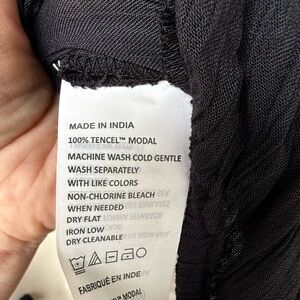 MADE IN INDIA
100% TENCEL™ MODAL
MACHINE WASH COLD GENTLE
WASH SEPARATELY
WITH LIKE COLORS
NON-CHLORINE BLEACH
WHEN NEEDED
DRY FLAT
IRON LOW
DRY CLEANABLE
FABRIQUÉ EN INDE
MODAL